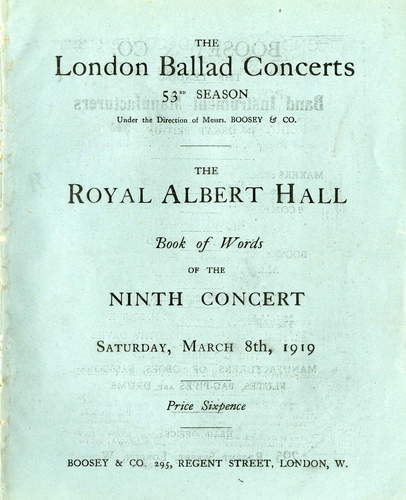 THE
London Ballad Concerts
53RD SEASON
Under the Direction of Messrs. BOOSEY & CO.
THE
ROYAL ALBERT HALL
Book of Words
OF THE
NINTH CONCERT
SATURDAY, MARCH 8th, 1919
Price Sixpence
BOOSEY & CO. 295, REGENT STREET, LONDON, W.